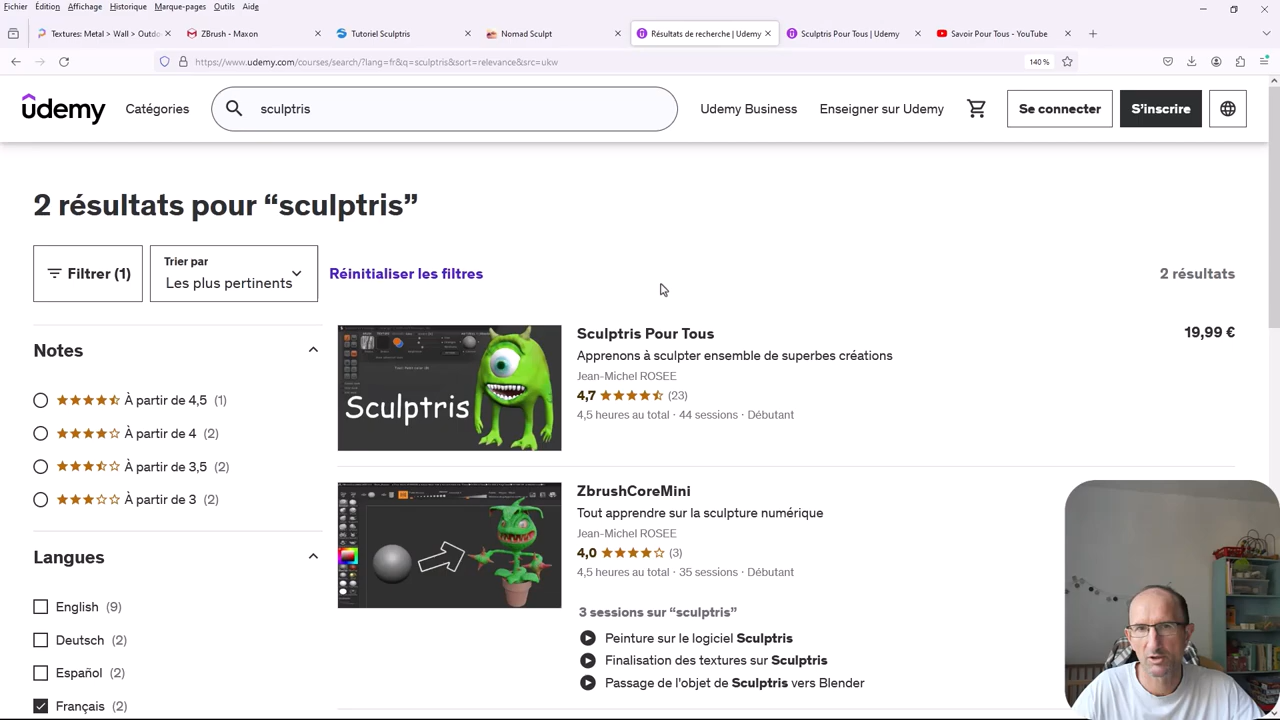 Fichier Édition Affichage Historique Marque-pages Outils Aide
Textures: Metal > Wall > Outdo
ZBrush - Maxon
Tutoriel Sculptris
Nomad Sculpt
Résultats de recherche | Udemy
Sculptris Pour Tous | Udemy
Savoir Pour Tous - YouTube
https://www.udemy.com/courses/search/?lang=fr&q=sculptris&sort=relevance&src=ukw
140 %
udemy
Catégories
sculptris
Udemy Business
Enseigner sur Udemy
Se connecter
S'inscrire
2 résultats pour “sculptris”
Filtrer (1)
Trier par
Les plus pertinents
Réinitialiser les filtres
2 résultats
Notes
À partir de 4,5 (1)
À partir de 4 (2)
À partir de 3,5 (2)
À partir de 3 (2)
Langues
English (9)
Deutsch (2)
Español (2)
Français (2)
Sculptris
Sculptris Pour Tous
19,99 €
Apprenons à sculpter ensemble de superbes créations
Jean-Michel ROSEE
4,7 (23)
4,5 heures au total · 44 sessions · Débutant
ZbrushCoreMini
Tout apprendre sur la sculpture numérique
Jean-Michel ROSEE
4,0 (3)
4,5 heures au total · 35 sessions · Débutant
3 sessions sur “sculptris”
Peinture sur le logiciel Sculptris
Finalisation des textures sur Sculptris
Passage de l'objet de Sculptris vers Blender